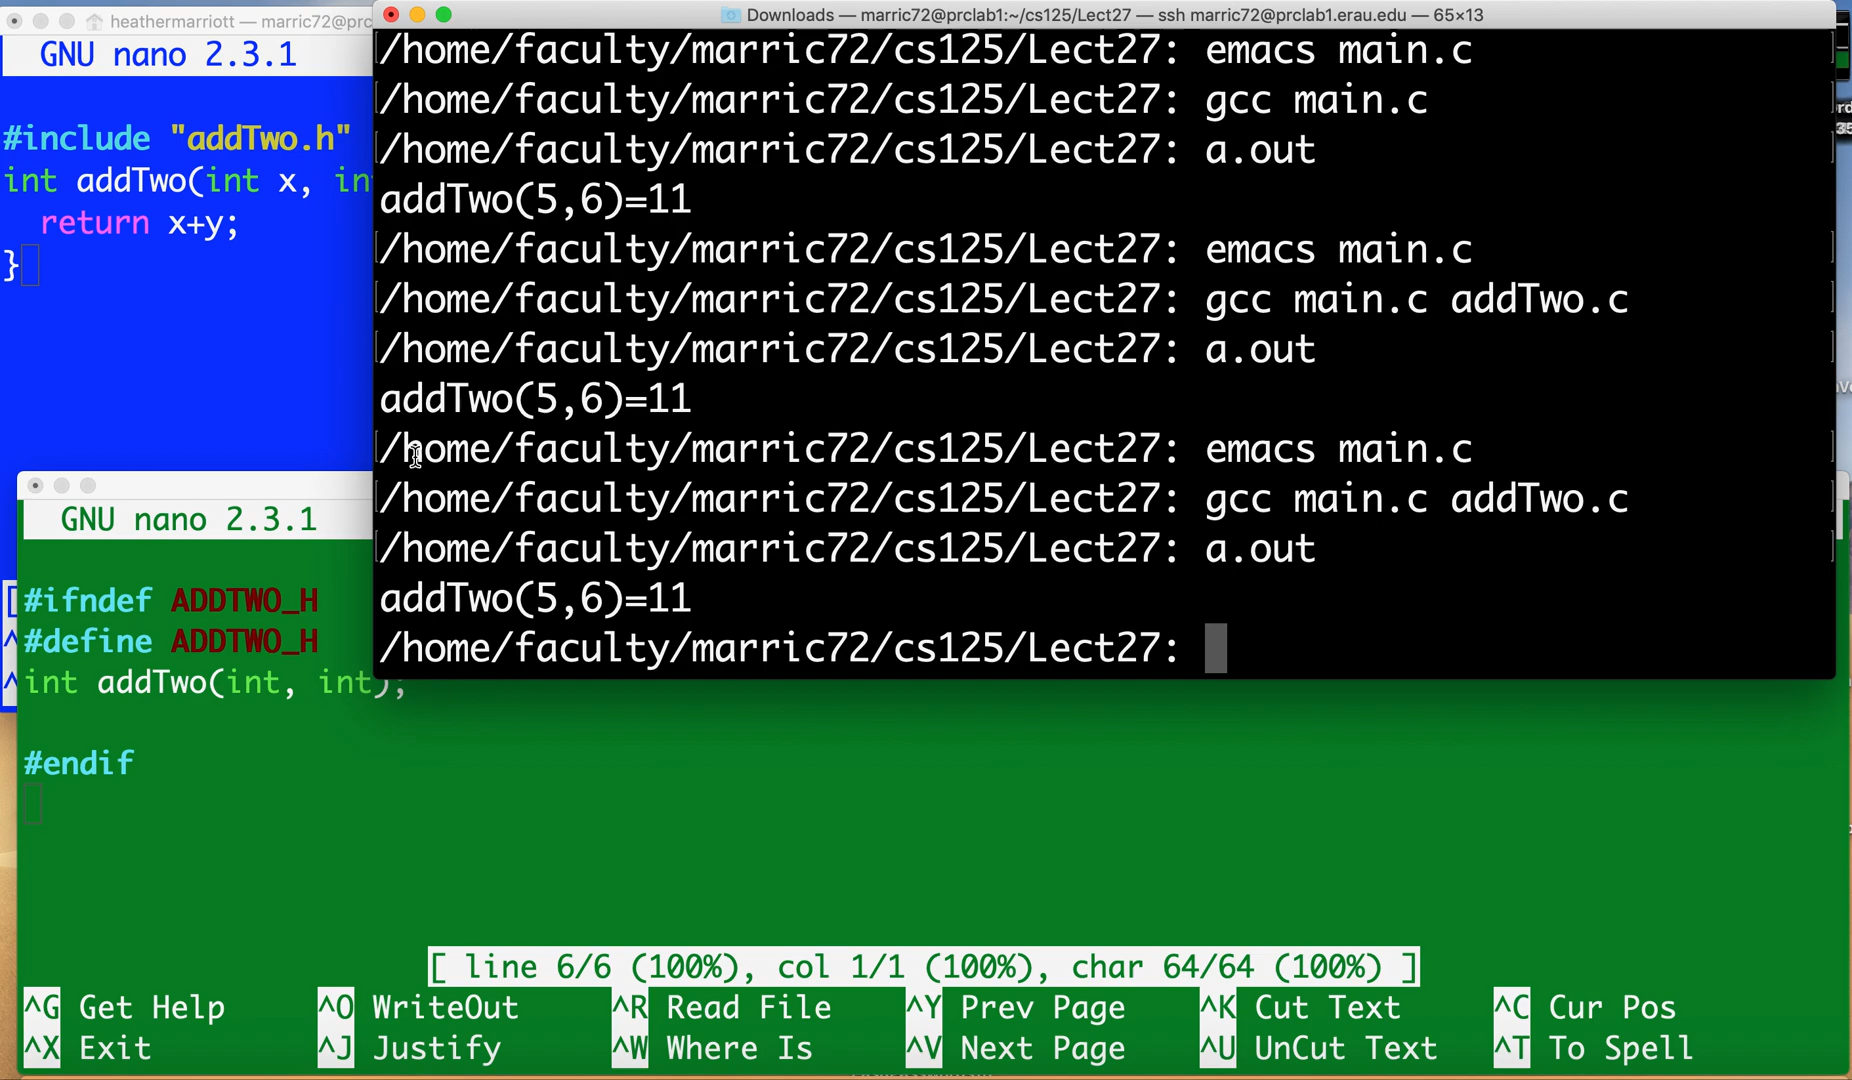 heathermarriott — marric72@prc
Downloads — marric72@prclab1:~/cs125/Lect27 — ssh marric72@prclab1.erau.edu — 65×13
GNU nano 2.3.1
#include "addTwo.h"
int addTwo(int x, in
return x+y;
}
/home/faculty/marric72/cs125/Lect27: emacs main.c
/home/faculty/marric72/cs125/Lect27: gcc main.c
/home/faculty/marric72/cs125/Lect27: a.out
addTwo(5,6)=11
/home/faculty/marric72/cs125/Lect27: emacs main.c
/home/faculty/marric72/cs125/Lect27: gcc main.c addTwo.c
/home/faculty/marric72/cs125/Lect27: a.out
addTwo(5,6)=11
/home/faculty/marric72/cs125/Lect27: emacs main.c
/home/faculty/marric72/cs125/Lect27: gcc main.c addTwo.c
/home/faculty/marric72/cs125/Lect27: a.out
addTwo(5,6)=11
/home/faculty/marric72/cs125/Lect27:
GNU nano 2.3.1
#ifndef ADDTWO_H
#define ADDTWO_H
int addTwo(int, int);
#endif
[ line 6/6 (100%), col 1/1 (100%), char 64/64 (100%) ]
^G Get Help ^O WriteOut ^R Read File ^Y Prev Page ^K Cut Text ^C Cur Pos
^X Exit ^J Justify ^W Where Is ^V Next Page ^U UnCut Text ^T To Spell